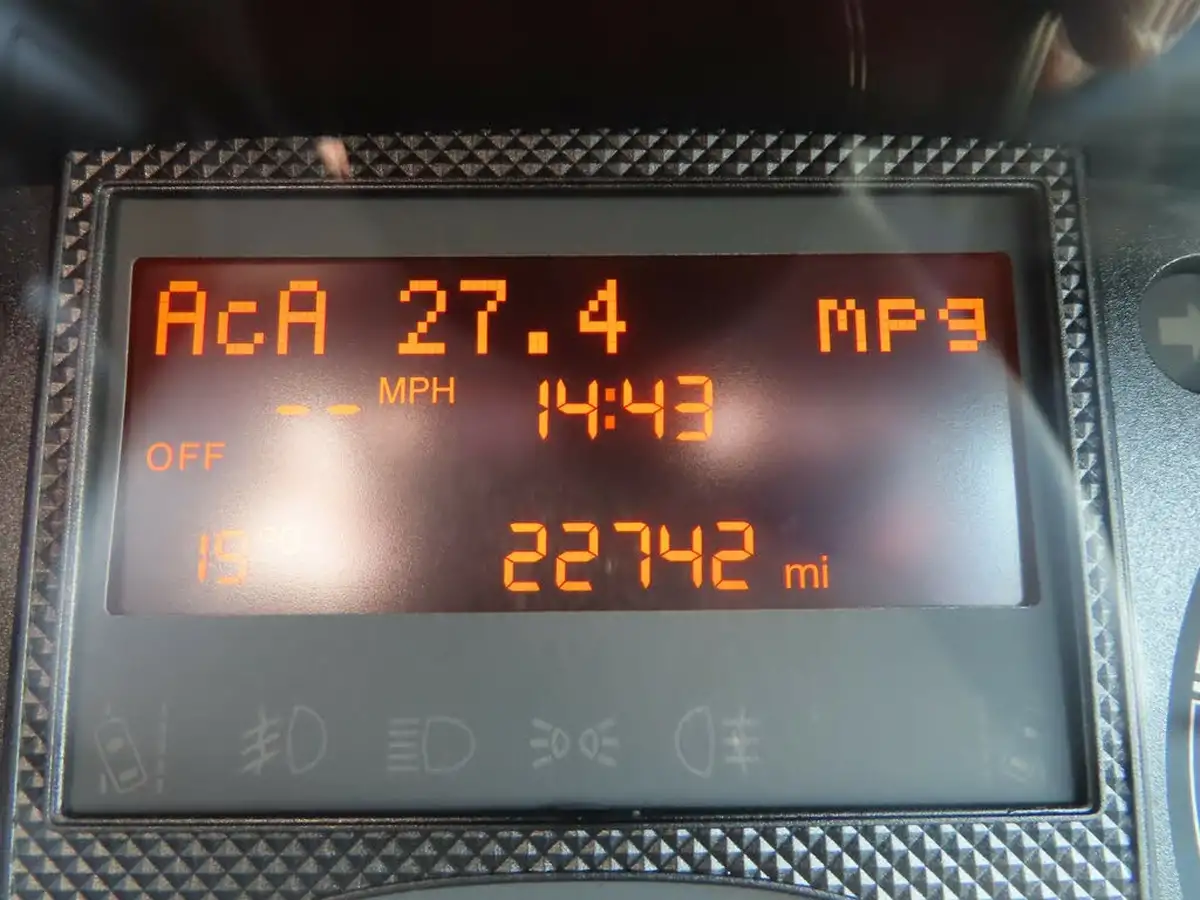 AcA 27.4 mpg
-- MPH 14:43
OFF
15°C 22742 mi